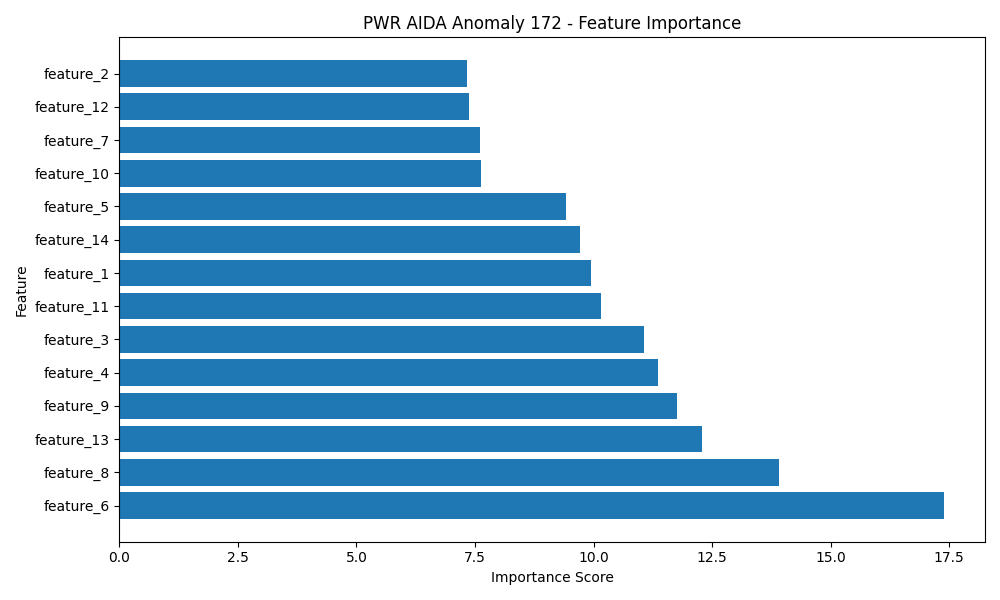 PWR AIDA Anomaly 172 - Feature Importance
feature_2
feature_12
feature_7
feature_10
feature_5
feature_14
feature_1
feature_11
feature_3
feature_4
feature_9
feature_13
feature_8
feature_6
Feature
0.0 2.5 5.0 7.5 10.0 12.5 15.0 17.5
Importance Score